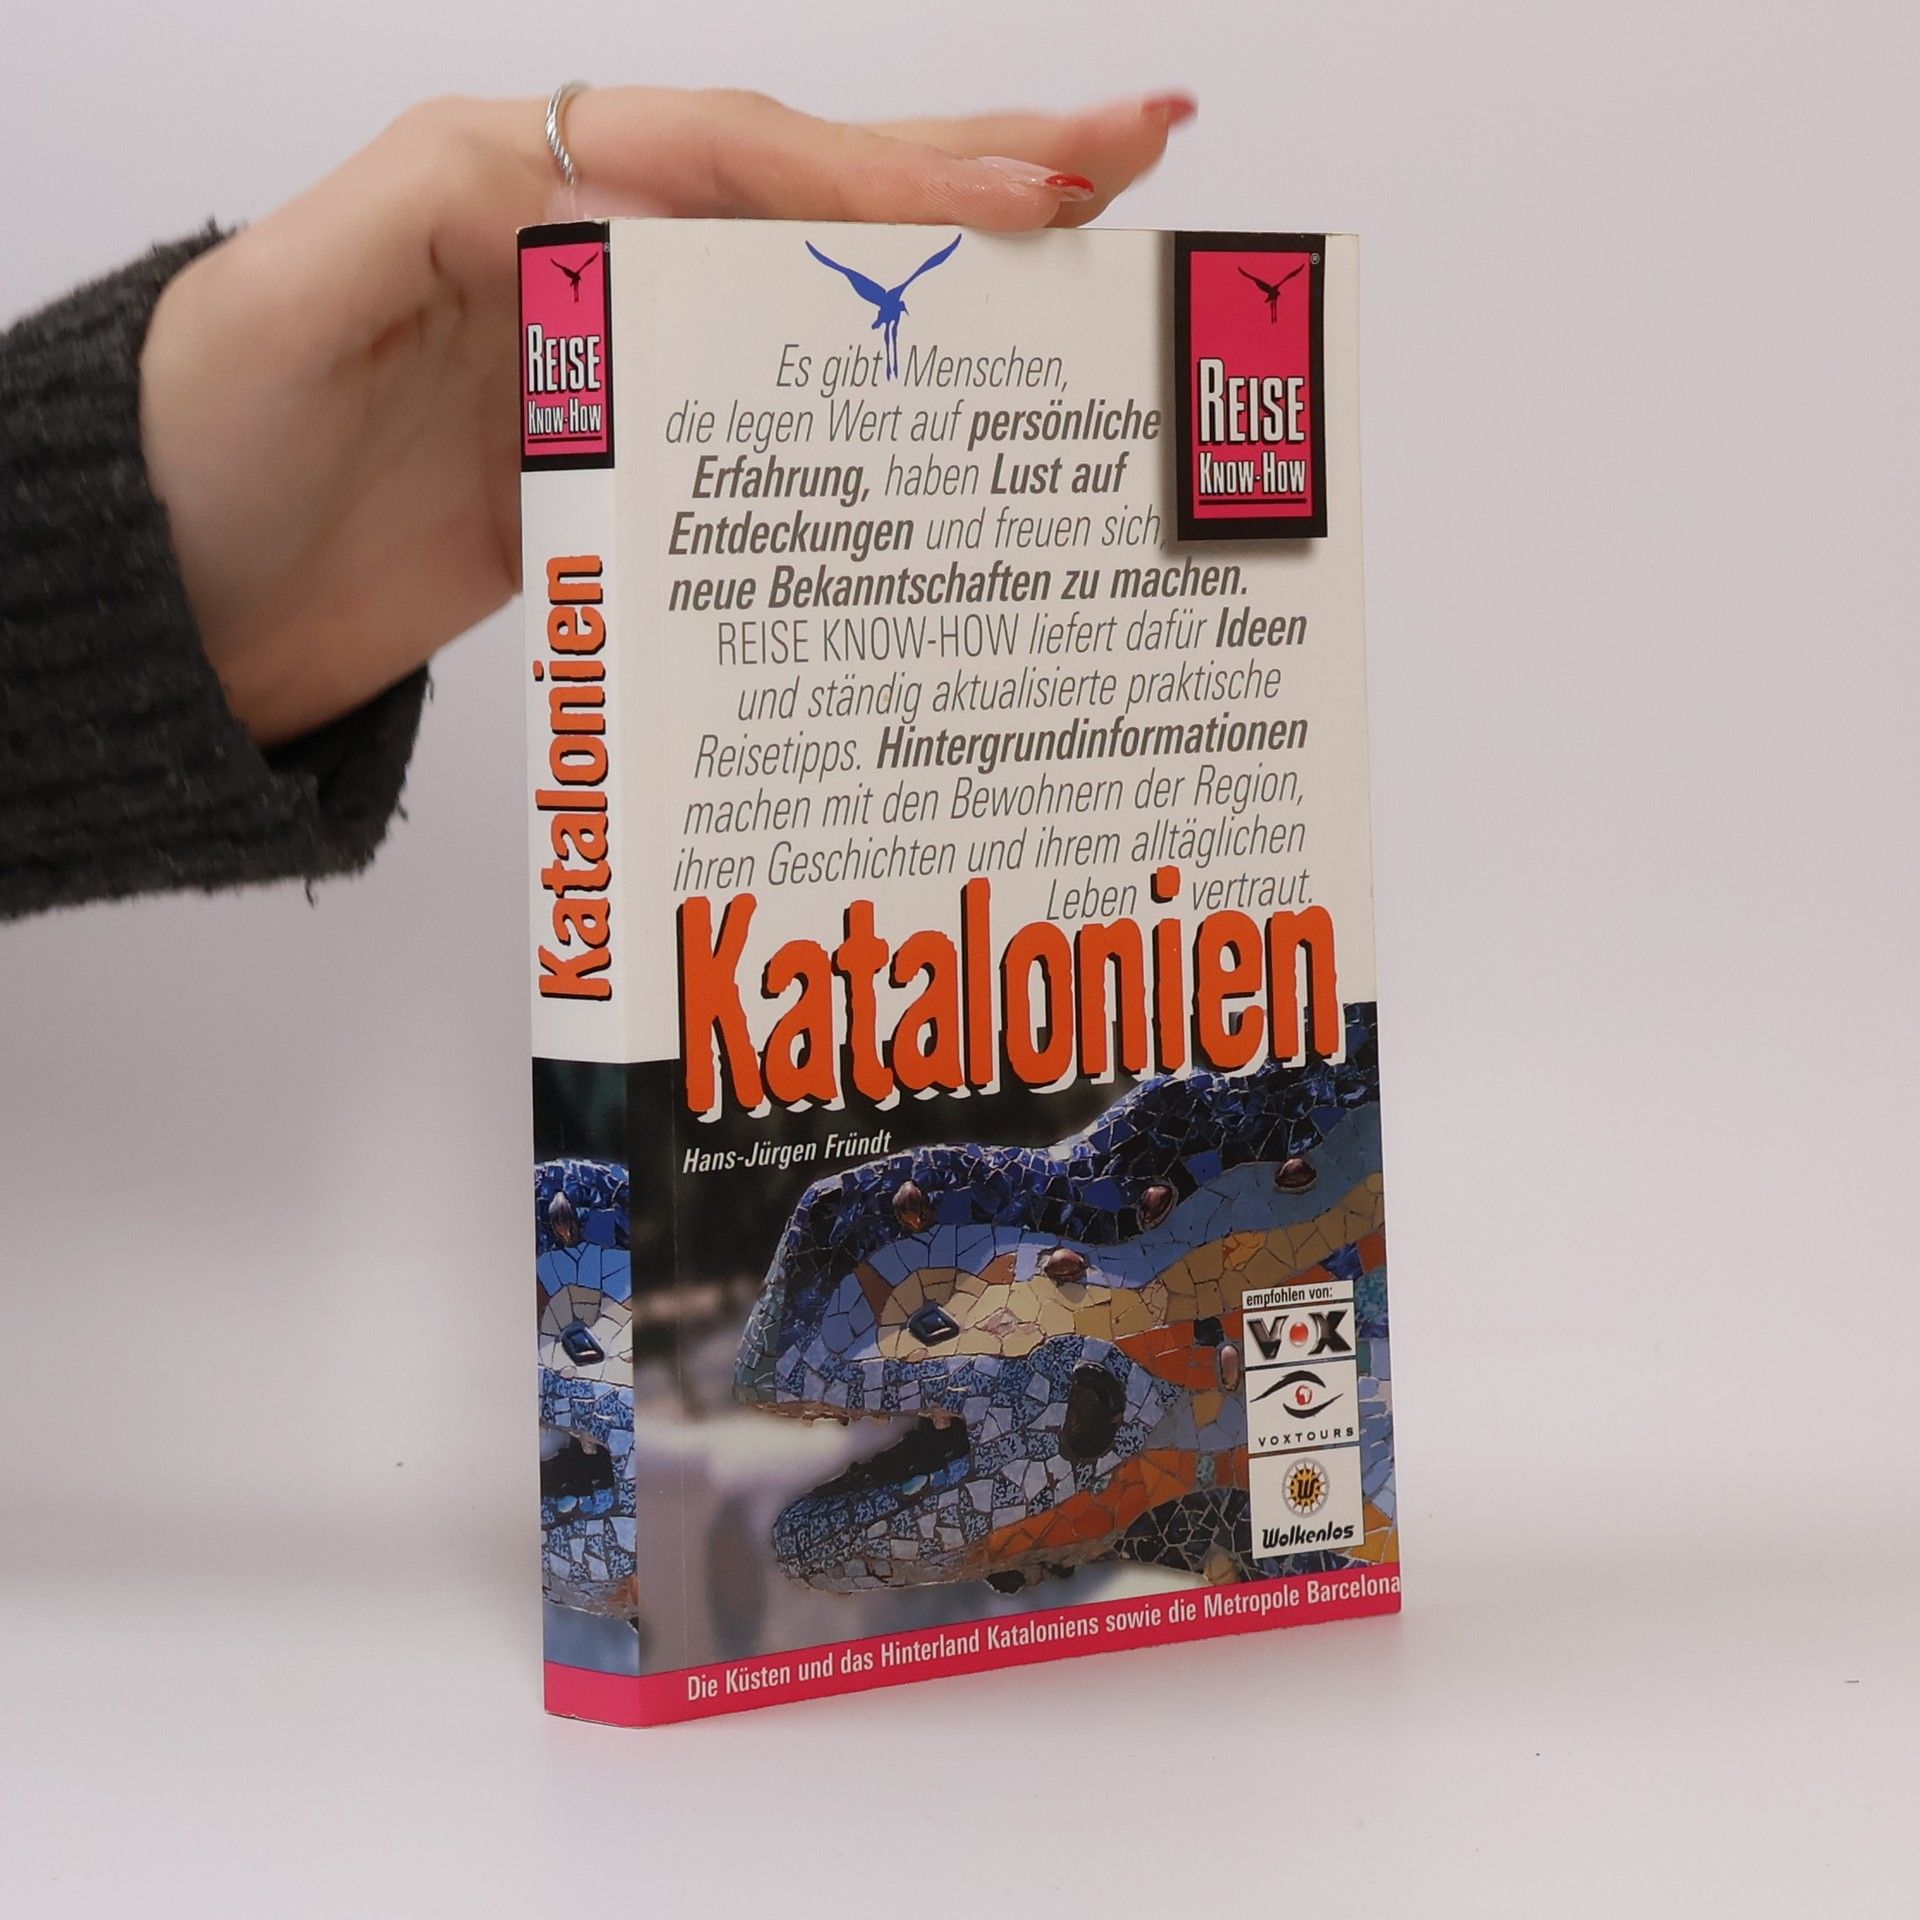 REISE
KNOW-HOW
®
Katalonien
Es gibt Menschen,
die legen Wert auf persönliche
Erfahrung, haben Lust auf
Entdeckungen und freuen sich,
neue Bekanntschaften zu machen.
REISE KNOW-HOW liefert dafür Ideen
und ständig aktualisierte praktische
Reisetipps. Hintergrundinformationen
machen mit den Bewohnern der Region,
ihren Geschichten und ihrem alltäglichen
Leben vertraut.
®
REISE
KNOW-HOW
Katalonien
Hans-Jürgen Fründt
empfohlen von:
VOX
VOXTOURS
W
Wolkenlos
Die Küsten und das Hinterland Kataloniens sowie die Metropole Barcelona